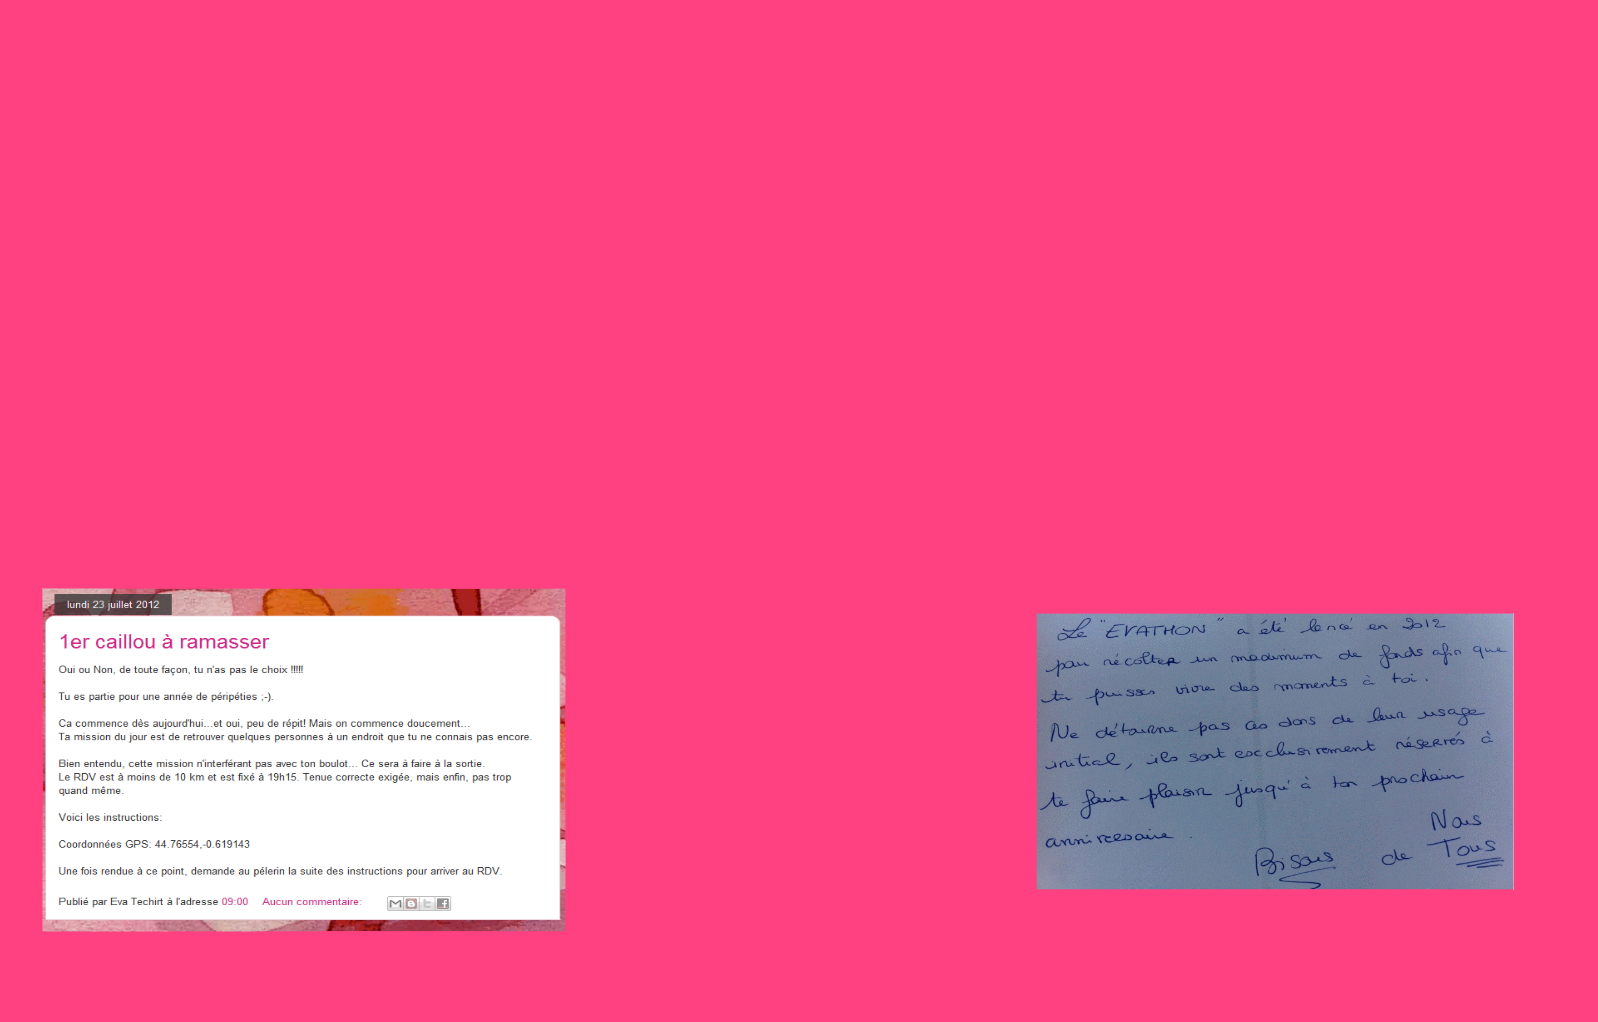 lundi 23 juillet 2012
1er caillou à ramasser
Oui ou Non, de toute façon, tu n'as pas le choix !!!!!
Tu es partie pour une année de péripéties ;-).
Ca commence dès aujourd'hui...et oui, peu de répit! Mais on commence doucement...
Ta mission du jour est de retrouver quelques personnes à un endroit que tu ne connais pas encore.
Bien entendu, cette mission n'interférant pas avec ton boulot... Ce sera à faire à la sortie.
Le RDV est à moins de 10 km et est fixé à 19h15. Tenue correcte exigée, mais enfin, pas trop
quand même.
Voici les instructions:
Coordonnées GPS: 44.76554,-0.619143
Une fois rendue à ce point, demande au pélerin la suite des instructions pour arriver au RDV.
Publié par Eva Techirt à l'adresse 09:00 Aucun commentaire:
Le "EVATHON" a été lancé en 2012
pour récolter un maximum de fonds afin que
tu puisses vivre des moments à toi.
Ne détourne pas ces dons de leur usage
initial, ils sont exclusivement réservés à
te faire plaisir jusqu'à ton prochain
anniversaire.
Nous
Bisous de Tous